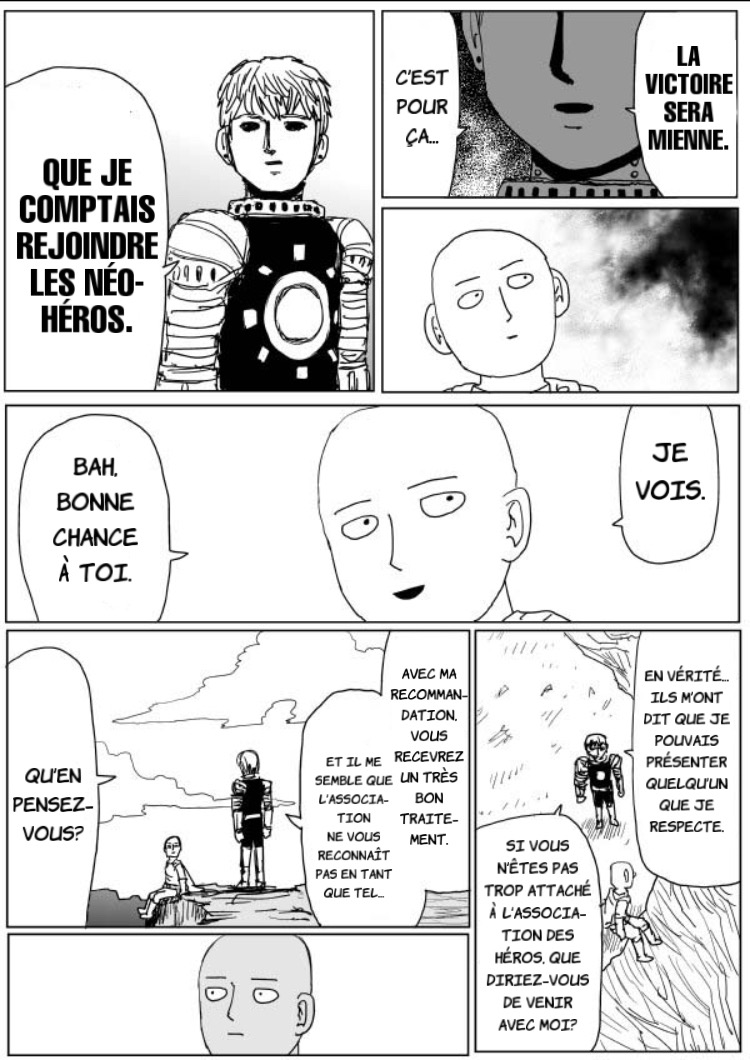 LA
VICTOIRE
SERA
MIENNE.
C'EST
POUR
ÇA...
QUE JE
COMPTAIS
REJOINDRE
LES NÉO-
HÉROS.
JE
VOIS.
BAH,
BONNE
CHANCE
À TOI.
EN VÉRITÉ...
ILS M'ONT
DIT QUE JE
POUVAIS
PRÉSENTER
QUELQU'UN
QUE JE
RESPECTE.
SI VOUS
N'ÊTES PAS
TROP ATTACHÉ
À L'ASSOCIA-
TION DES
HÉROS, QUE
DIRIEZ-VOUS
DE VENIR
AVEC MOI?
AVEC MA
RECOMMAN-
DATION,
VOUS
RECEVREZ
UN TRÈS
BON
TRAITE-
MENT.
ET IL ME
SEMBLE QUE
L'ASSOCIA-
TION
NE VOUS
RECONNAÎT
PAS EN TANT
QUE TEL...
QU'EN
PENSEZ-
VOUS?